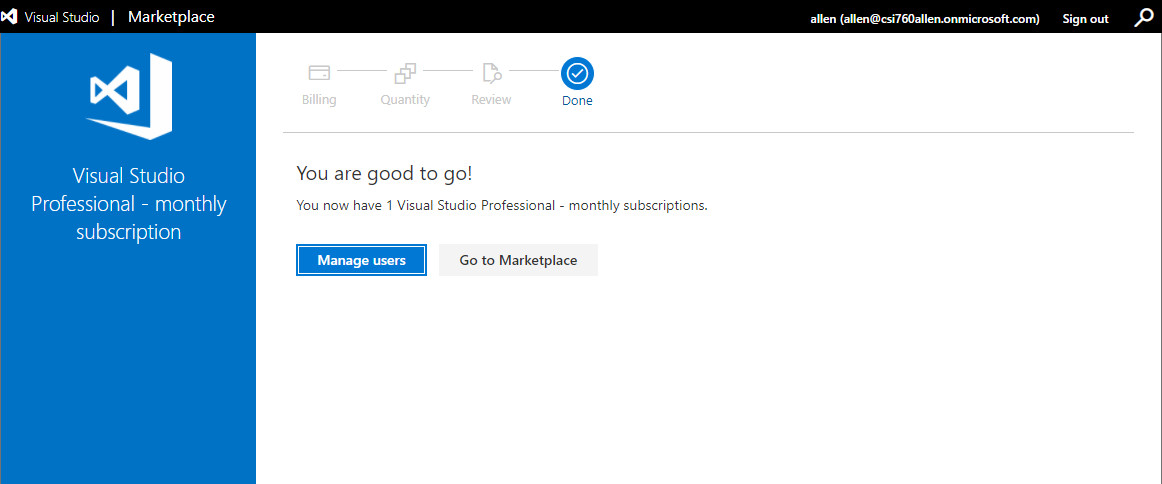 Visual Studio | Marketplace
allen (allen@csi760allen.onmicrosoft.com) Sign out
Visual Studio
Professional - monthly
subscription
Billing Quantity Review Done
You are good to go!
You now have 1 Visual Studio Professional - monthly subscriptions.
Manage users Go to Marketplace